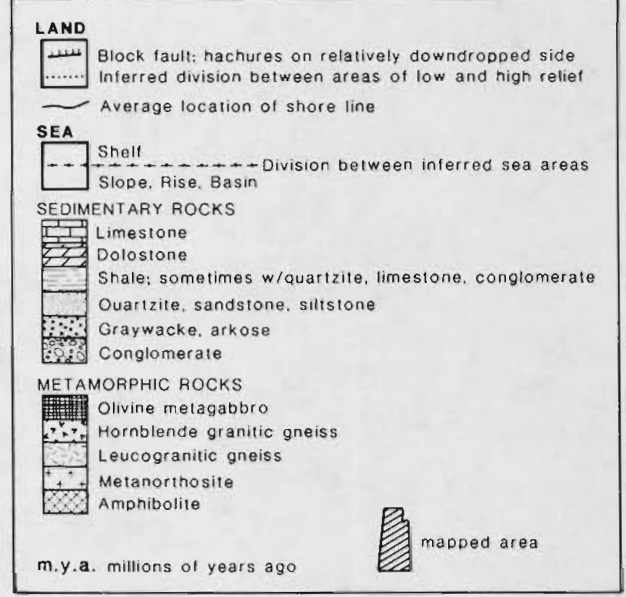 LAND
Block fault; hachures on relatively downdropped side
Inferred division between areas of low and high relief
Average location of shore line
SEA
Shelf
Division between inferred sea areas
Slope, Rise, Basin
SEDIMENTARY ROCKS
Limestone
Dolostone
Shale; sometimes w/quartzite, limestone, conglomerate
Quartzite, sandstone, siltstone
Graywacke, arkose
Conglomerate
METAMORPHIC ROCKS
Olivine metagabbro
Hornblende granitic gneiss
Leucogranitic gneiss
Metanorthosite
Amphibolite
mapped area
m.y.a. millions of years ago